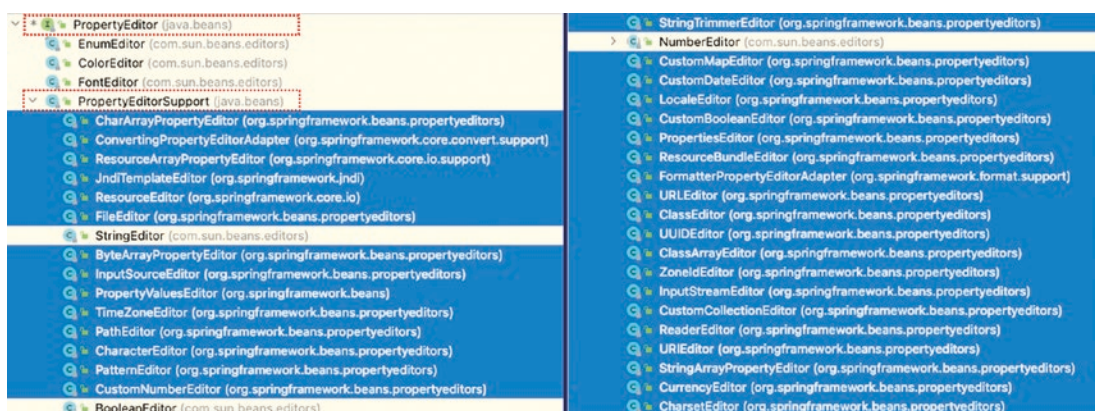 * PropertyEditor (java.beans)
EnumEditor (com.sun.beans.editors)
ColorEditor (com.sun.beans.editors)
FontEditor (com.sun.beans.editors)
PropertyEditorSupport (java.beans)
CharArrayPropertyEditor (org.springframework.beans.propertyeditors)
ConvertingPropertyEditorAdapter (org.springframework.core.convert.support)
ResourceArrayPropertyEditor (org.springframework.core.io.support)
JndiTemplateEditor (org.springframework.jndi)
ResourceEditor (org.springframework.core.io)
FileEditor (org.springframework.beans.propertyeditors)
StringEditor (com.sun.beans.editors)
ByteArrayPropertyEditor (org.springframework.beans.propertyeditors)
InputSourceEditor (org.springframework.beans.propertyeditors)
PropertyValuesEditor (org.springframework.beans)
TimeZoneEditor (org.springframework.beans.propertyeditors)
PathEditor (org.springframework.beans.propertyeditors)
CharacterEditor (org.springframework.beans.propertyeditors)
PatternEditor (org.springframework.beans.propertyeditors)
CustomNumberEditor (org.springframework.beans.propertyeditors)
BooleanEditor (com.sun.beans.editors)
StringTrimmerEditor (org.springframework.beans.propertyeditors)
NumberEditor (com.sun.beans.editors)
CustomMapEditor (org.springframework.beans.propertyeditors)
CustomDateEditor (org.springframework.beans.propertyeditors)
LocaleEditor (org.springframework.beans.propertyeditors)
CustomBooleanEditor (org.springframework.beans.propertyeditors)
PropertiesEditor (org.springframework.beans.propertyeditors)
ResourceBundleEditor (org.springframework.beans.propertyeditors)
FormatterPropertyEditorAdapter (org.springframework.format.support)
URLEditor (org.springframework.beans.propertyeditors)
ClassEditor (org.springframework.beans.propertyeditors)
UUIDEditor (org.springframework.beans.propertyeditors)
ClassArrayEditor (org.springframework.beans.propertyeditors)
ZoneIdEditor (org.springframework.beans.propertyeditors)
InputStreamEditor (org.springframework.beans.propertyeditors)
CustomCollectionEditor (org.springframework.beans.propertyeditors)
ReaderEditor (org.springframework.beans.propertyeditors)
URIEditor (org.springframework.beans.propertyeditors)
StringArrayPropertyEditor (org.springframework.beans.propertyeditors)
CurrencyEditor (org.springframework.beans.propertyeditors)
CharsetEditor (org.springframework.beans.propertyeditors)